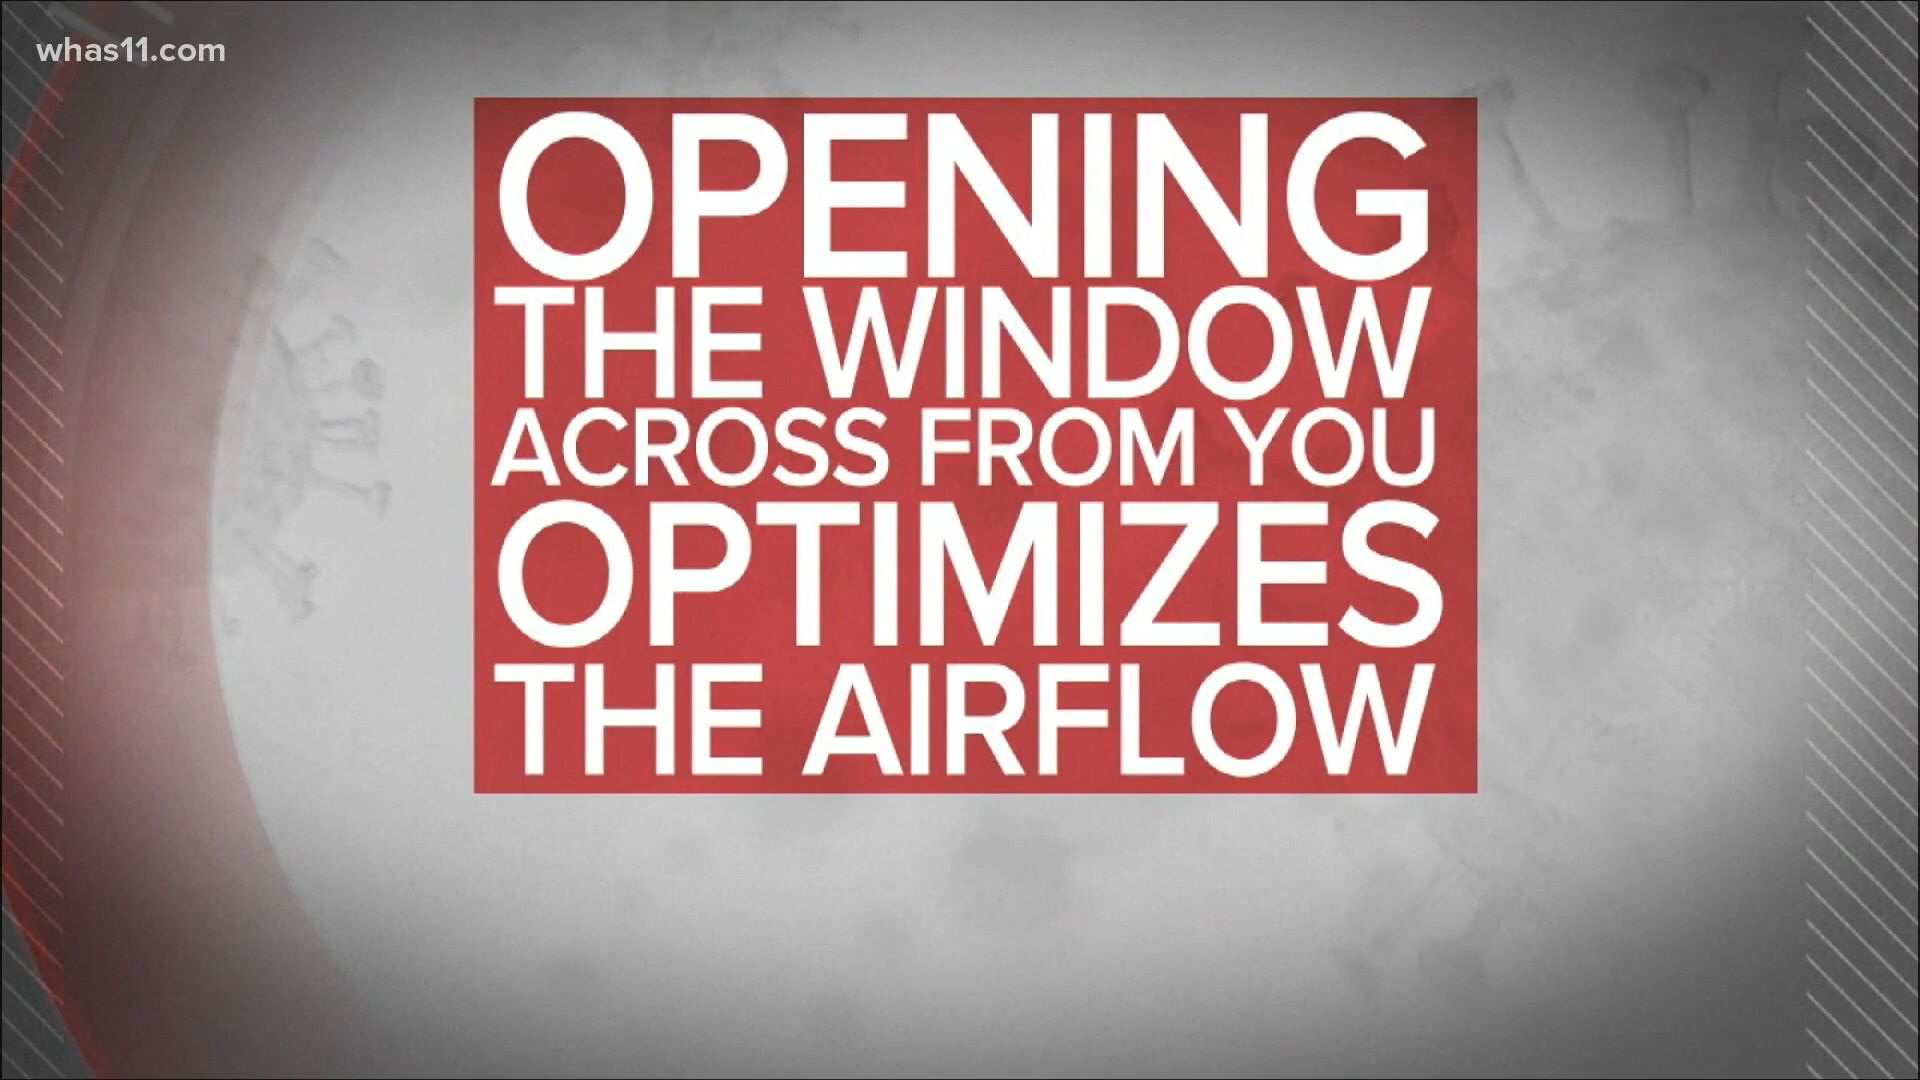 whas11.com
OPENING
THE WINDOW
ACROSS FROM YOU
OPTIMIZES
THE AIRFLOW